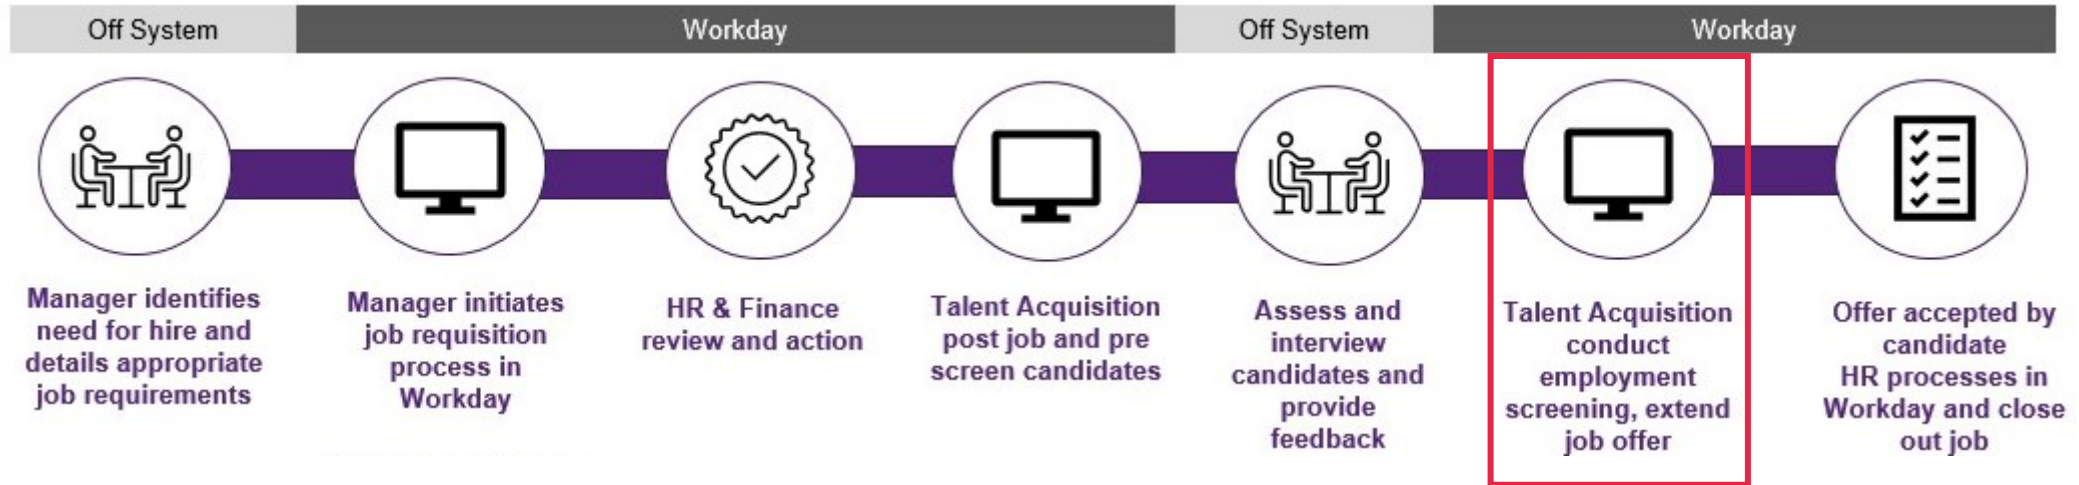 Off System
Workday
Off System
Workday
Manager identifies
need for hire and
details appropriate
job requirements
Manager initiates
job requisition
process in
Workday
HR & Finance
review and action
Talent Acquisition
post job and pre
screen candidates
Assess and
interview
candidates and
provide
feedback
Talent Acquisition
conduct
employment
screening, extend
job offer
Offer accepted by
candidate
HR processes in
Workday and close
out job